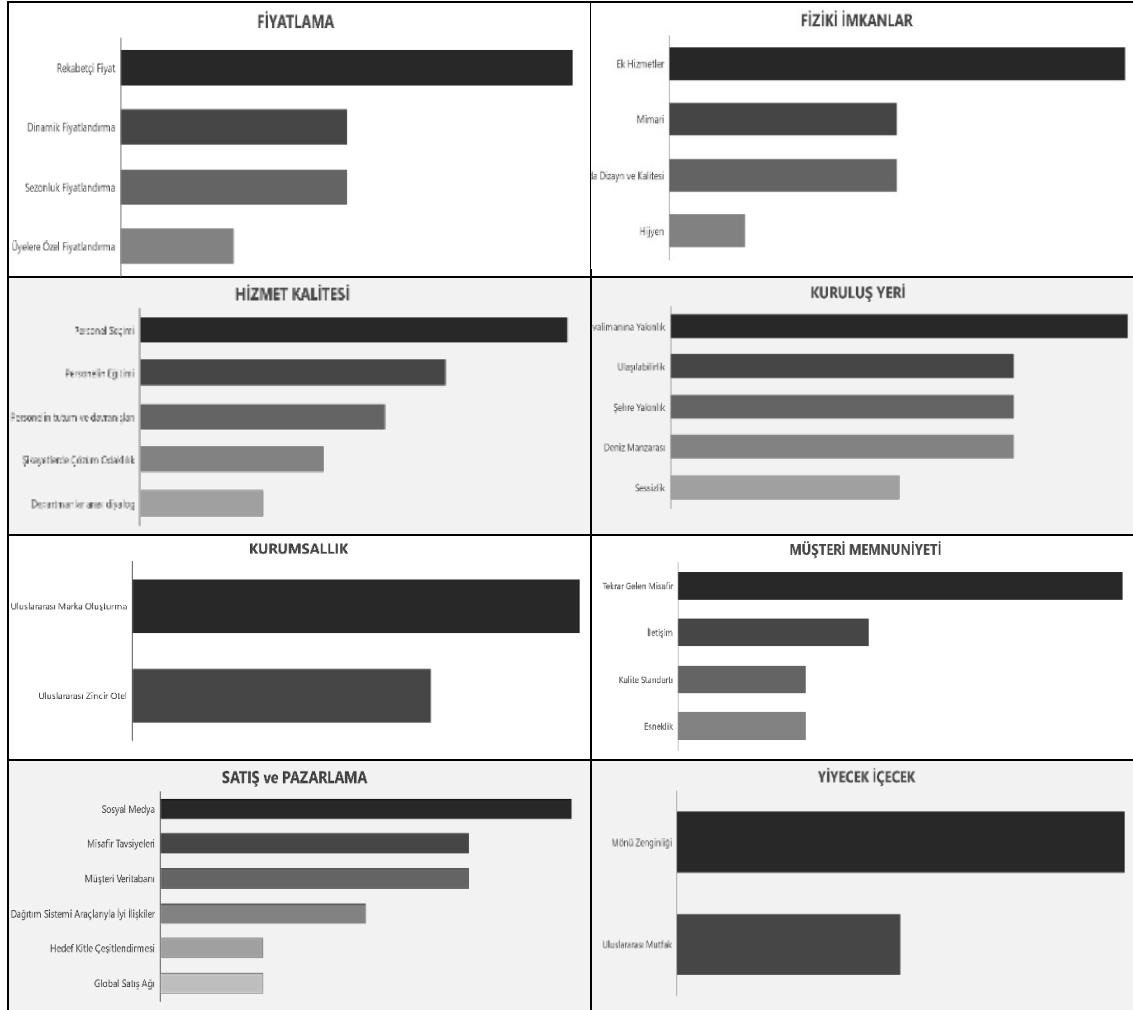 FİYATLAMA
Rekabetçi Fiyat
Dinamik Fiyatlandırma
Sezonluk Fiyatlandırma
Üyelere Özel Fiyatlandırma
FİZİKİ İMKANLAR
Ek Hizmetler
Mimari
da Dizayn ve Kalitesi
Hijyen
HİZMET KALİTESİ
Personal Seçimi
Personelin Eğitimi
Personelin tutum ve davranışları
Şikayetlerde Çözüm Odaklılık
Departmanlar arası diyalog
KURULUŞ YERİ
valimanına Yakınlık
Ulaşılabilirlik
Şehre Yakınlık
Deniz Manzarası
Sessizlik
KURUMSALLIK
Uluslararası Marka Oluşturma
Uluslararası Zincir Otel
MÜŞTERİ MEMNUNİYETİ
Tekrar Gelen Misafir
İletişim
Kalite Standartı
Esneklik
SATIŞ ve PAZARLAMA
Sosyal Medya
Misafir Tavsiyeleri
Müşteri Veritabanı
Dağıtım Sistemi Araçlarıyla İyi İlişkiler
Hedef Kitle Çeşitlendirmesi
Global Satış Ağı
YİYECEK İÇECEK
Mönü Zenginliği
Uluslararası Mutfak